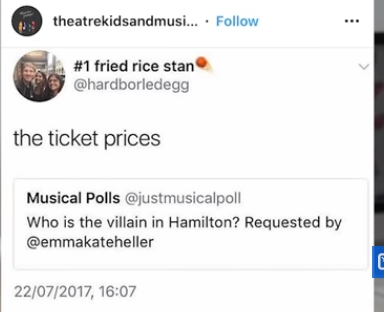 theatrekidsandmusi... • Follow
#1 fried rice stan
@hardborledegg
the ticket prices
Musical Polls @justmusicalpoll
Who is the villain in Hamilton? Requested by
@emmakateheller
22/07/2017, 16:07